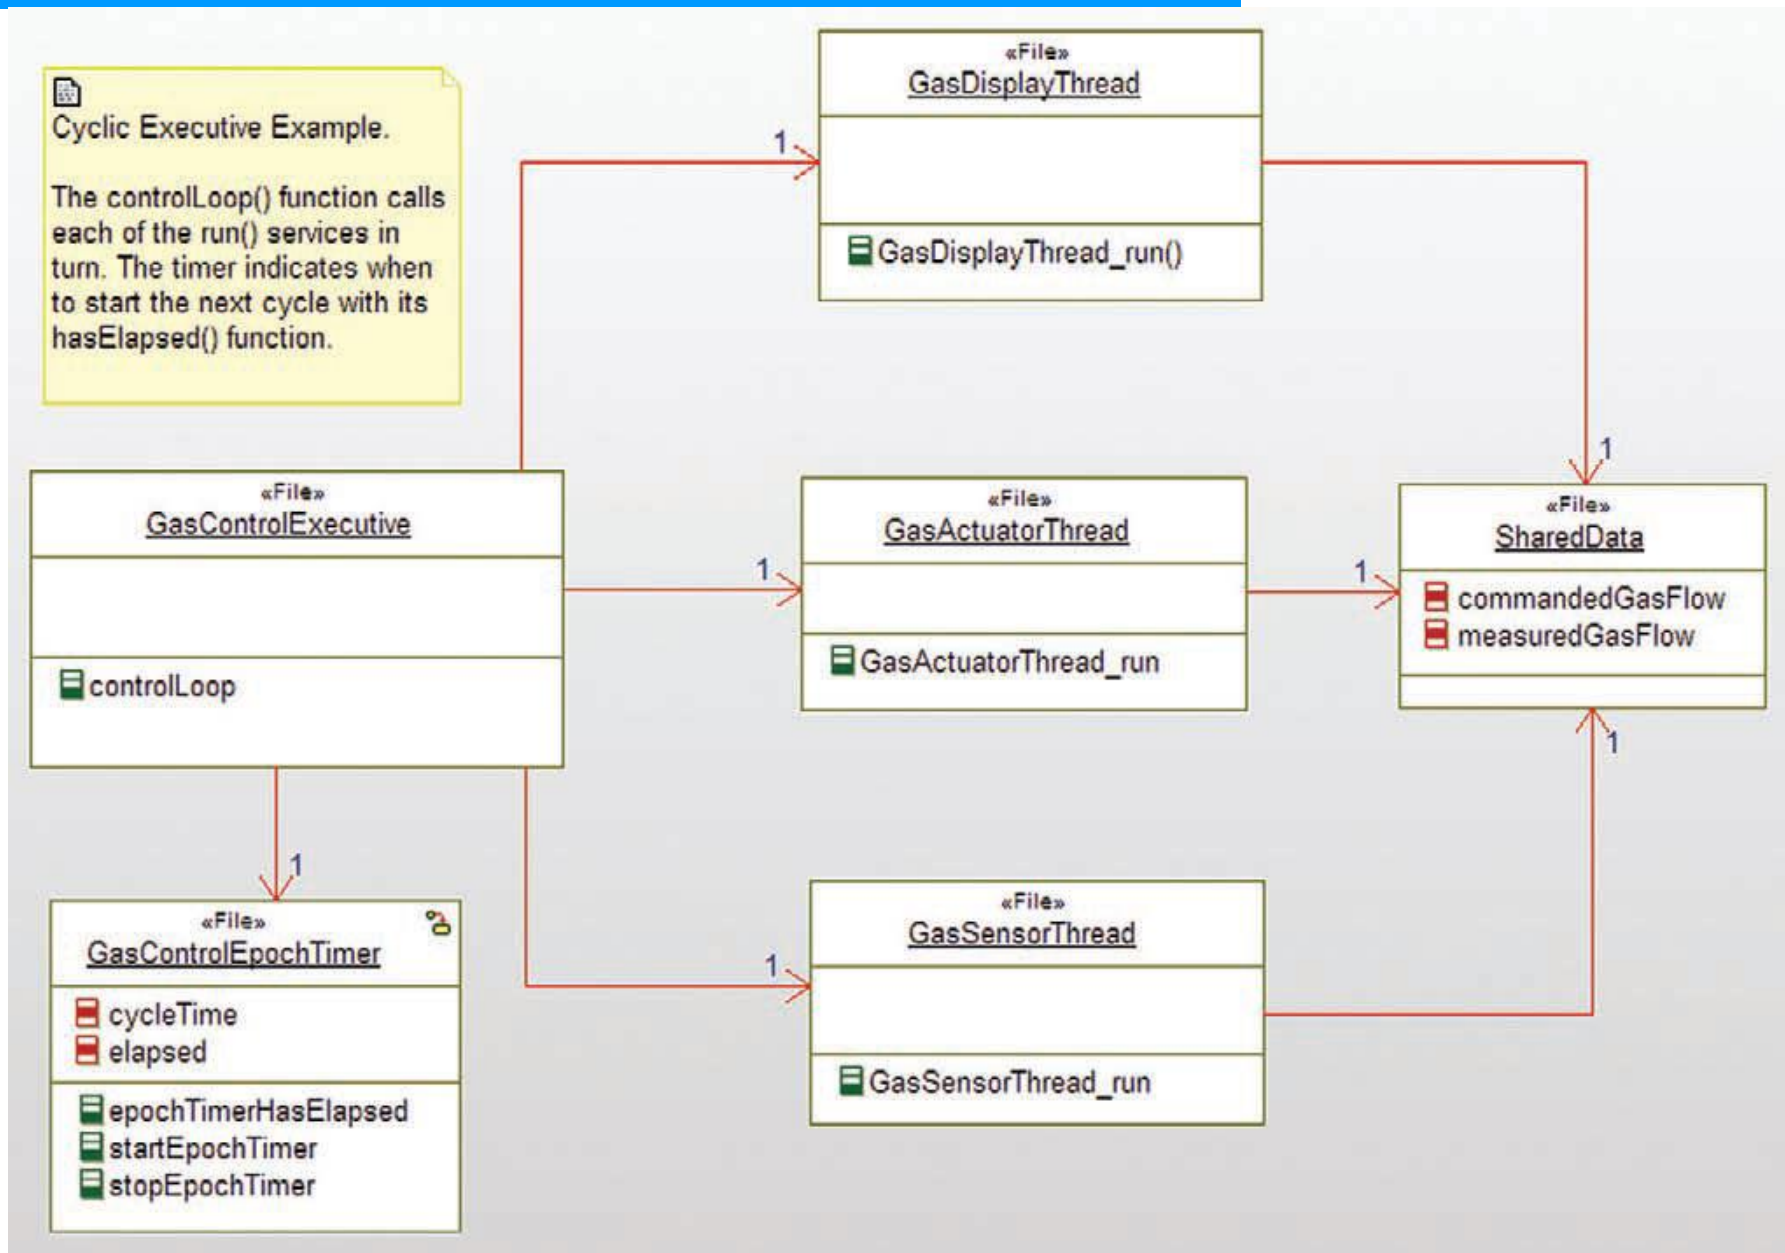 Cyclic Executive Example.
The controlLoop() function calls
each of the run() services in
turn. The timer indicates when
to start the next cycle with its
hasElapsed() function.
«File»
GasDisplayThread
GasDisplayThread_run()
1
1
«File»
GasControlExecutive
controlLoop
1
«File»
GasActuatorThread
GasActuatorThread_run
1
«File»
SharedData
commandedGasFlow
measuredGasFlow
1
1
«File»
GasControlEpochTimer
cycleTime
elapsed
epochTimerHasElapsed
startEpochTimer
stopEpochTimer
1
«File»
GasSensorThread
GasSensorThread_run